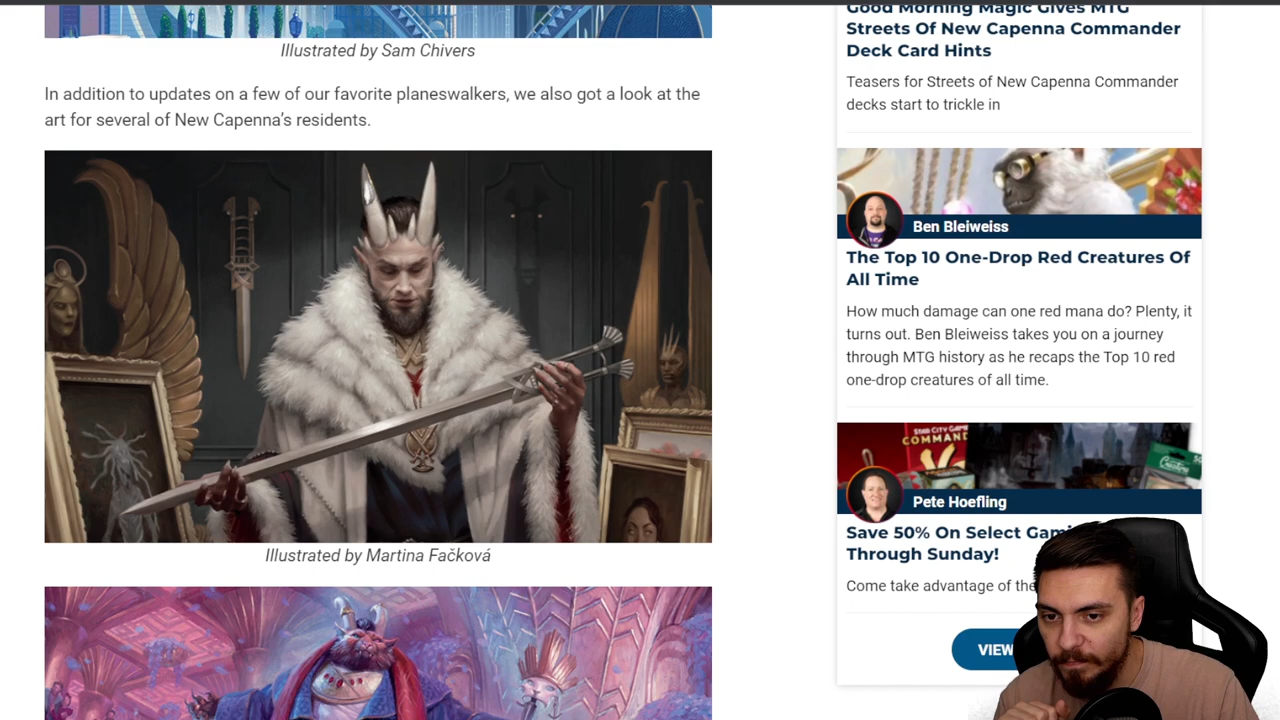 Illustrated by Sam Chivers
In addition to updates on a few of our favorite planeswalkers, we also got a look at the
art for several of New Capenna’s residents.
Illustrated by Martina Fačková
Good Morning Magic Gives MTG
Streets Of New Capenna Commander
Deck Card Hints
Teasers for Streets of New Capenna Commander
decks start to trickle in
Ben Bleiweiss
The Top 10 One-Drop Red Creatures Of
All Time
How much damage can one red mana do? Plenty, it
turns out. Ben Bleiweiss takes you on a journey
through MTG history as he recaps the Top 10 red
one-drop creatures of all time.
STAR CITY GAMES
COMMAND
Pete Hoefling
Save 50% On Select Gami
Through Sunday!
Come take advantage of the
VIEW